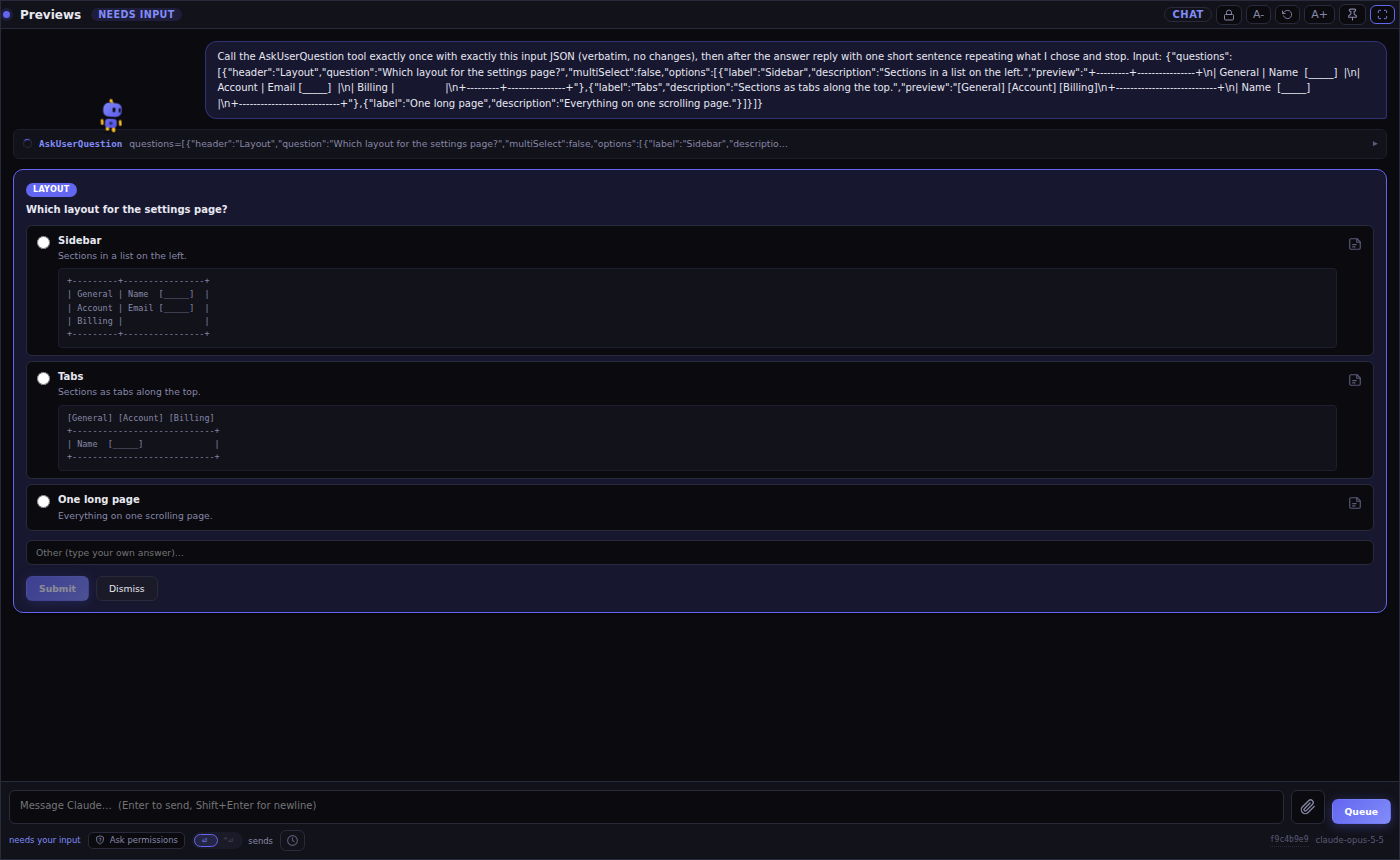 Previews NEEDS INPUT CHAT A- A+
Call the AskUserQuestion tool exactly once with exactly this input JSON (verbatim, no changes), then after the answer reply with one short sentence repeating what I chose and stop. Input: {"questions":
[{"header":"Layout","question":"Which layout for the settings page?","multiSelect":false,"options":[{"label":"Sidebar","description":"Sections in a list on the left.","preview":"+---------+----------------+\n| General | Name  [_____]  |\n|
Account | Email [_____]  |\n| Billing |                |\n+---------+----------------+"},{"label":"Tabs","description":"Sections as tabs along the top.","preview":"[General] [Account] [Billing]\n+----------------------------+\n| Name  [_____]
|\n+----------------------------+"},{"label":"One long page","description":"Everything on one scrolling page."}]}]}
AskUserQuestion questions=[{"header":"Layout","question":"Which layout for the settings page?","multiSelect":false,"options":[{"label":"Sidebar","descriptio…
LAYOUT
Which layout for the settings page?
Sidebar
Sections in a list on the left.
+---------+----------------+
| General | Name  [_____]  |
| Account | Email [_____]  |
| Billing |                |
+---------+----------------+
Tabs
Sections as tabs along the top.
[General] [Account] [Billing]
+----------------------------+
| Name  [_____]              |
+----------------------------+
One long page
Everything on one scrolling page.
Other (type your own answer)…
Submit Dismiss
Message Claude… (Enter to send, Shift+Enter for newline)
Queue
needs your input Ask permissions ⏎ ^⏎ sends f9c4b9e9 claude-opus-5-5